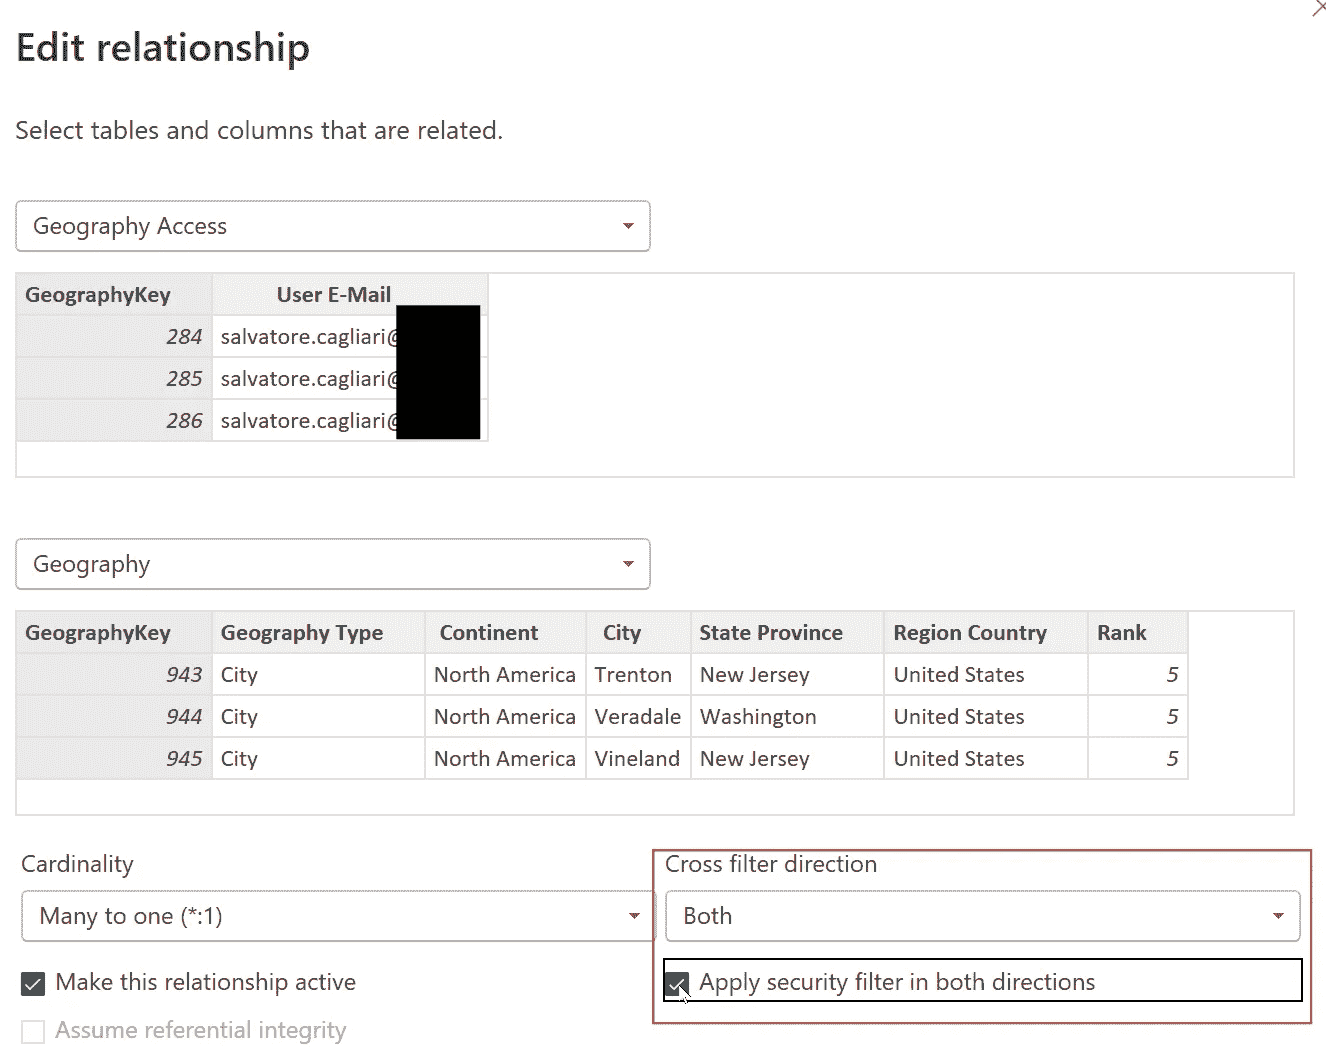 Edit relationship
Select tables and columns that are related.
Geography Access
GeographyKey User E-Mail
284 salvatore.cagliari@
285 salvatore.cagliari@
286 salvatore.cagliari@
Geography
GeographyKey Geography Type Continent City State Province Region Country Rank
943 City North America Trenton New Jersey United States 5
944 City North America Veradale Washington United States 5
945 City North America Vineland New Jersey United States 5
Cardinality Cross filter direction
Many to one (*:1) Both
Make this relationship active Apply security filter in both directions
Assume referential integrity